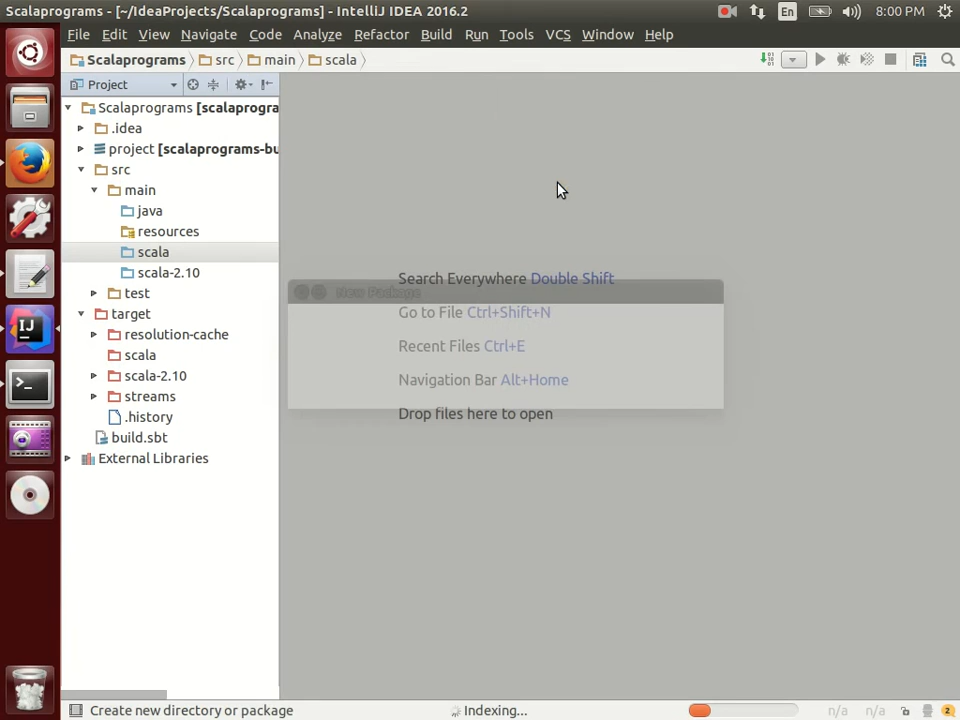 Scalaprograms - [~/IdeaProjects/Scalaprograms] - IntelliJ IDEA 2016.2
En
8:00 PM
File Edit View Navigate Code Analyze Refactor Build Run Tools VCS Window Help
Scalaprograms src main scala
Project
Scalaprograms [scalaprogra
.idea
project [scalaprograms-bu
src
main
java
resources
scala
scala-2.10
test
target
resolution-cache
scala
scala-2.10
streams
.history
build.sbt
External Libraries
Search Everywhere Double Shift
New Package
Go to File Ctrl+Shift+N
Recent Files Ctrl+E
Navigation Bar Alt+Home
Drop files here to open
IJ
Create new directory or package
Indexing...
n/a n/a 2